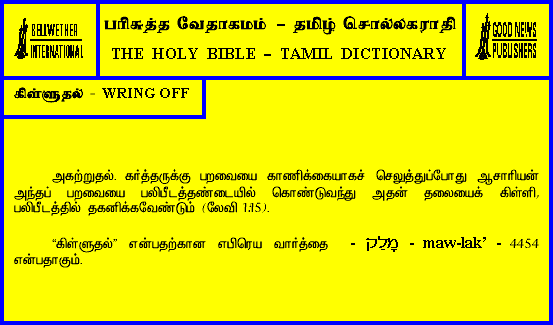 BELLWETHER
INTERNATIONAL
பரிசுத்த வேதாகமம் – தமிழ் சொல்லகராதி
THE HOLY BIBLE – TAMIL DICTIONARY
GOOD NEWS
PUBLISHERS
கிள்ளுதல் - WRING OFF
அகற்றுதல். கர்த்தருக்கு பறவையை காணிக்கையாகச் செலுத்துப்போது ஆசாரியன்
அந்தப் பறவையை பலிபீடத்தண்டையில் கொண்டுவந்து அதன் தலையைக் கிள்ளி,
பலிபீடத்தில் தகனிக்கவேண்டும் (லேவி 1:15).
“கிள்ளுதல்” என்பதற்கான எபிரெய வார்த்தை - מָלַק - maw-lak’ - 4454
என்பதாகும்.